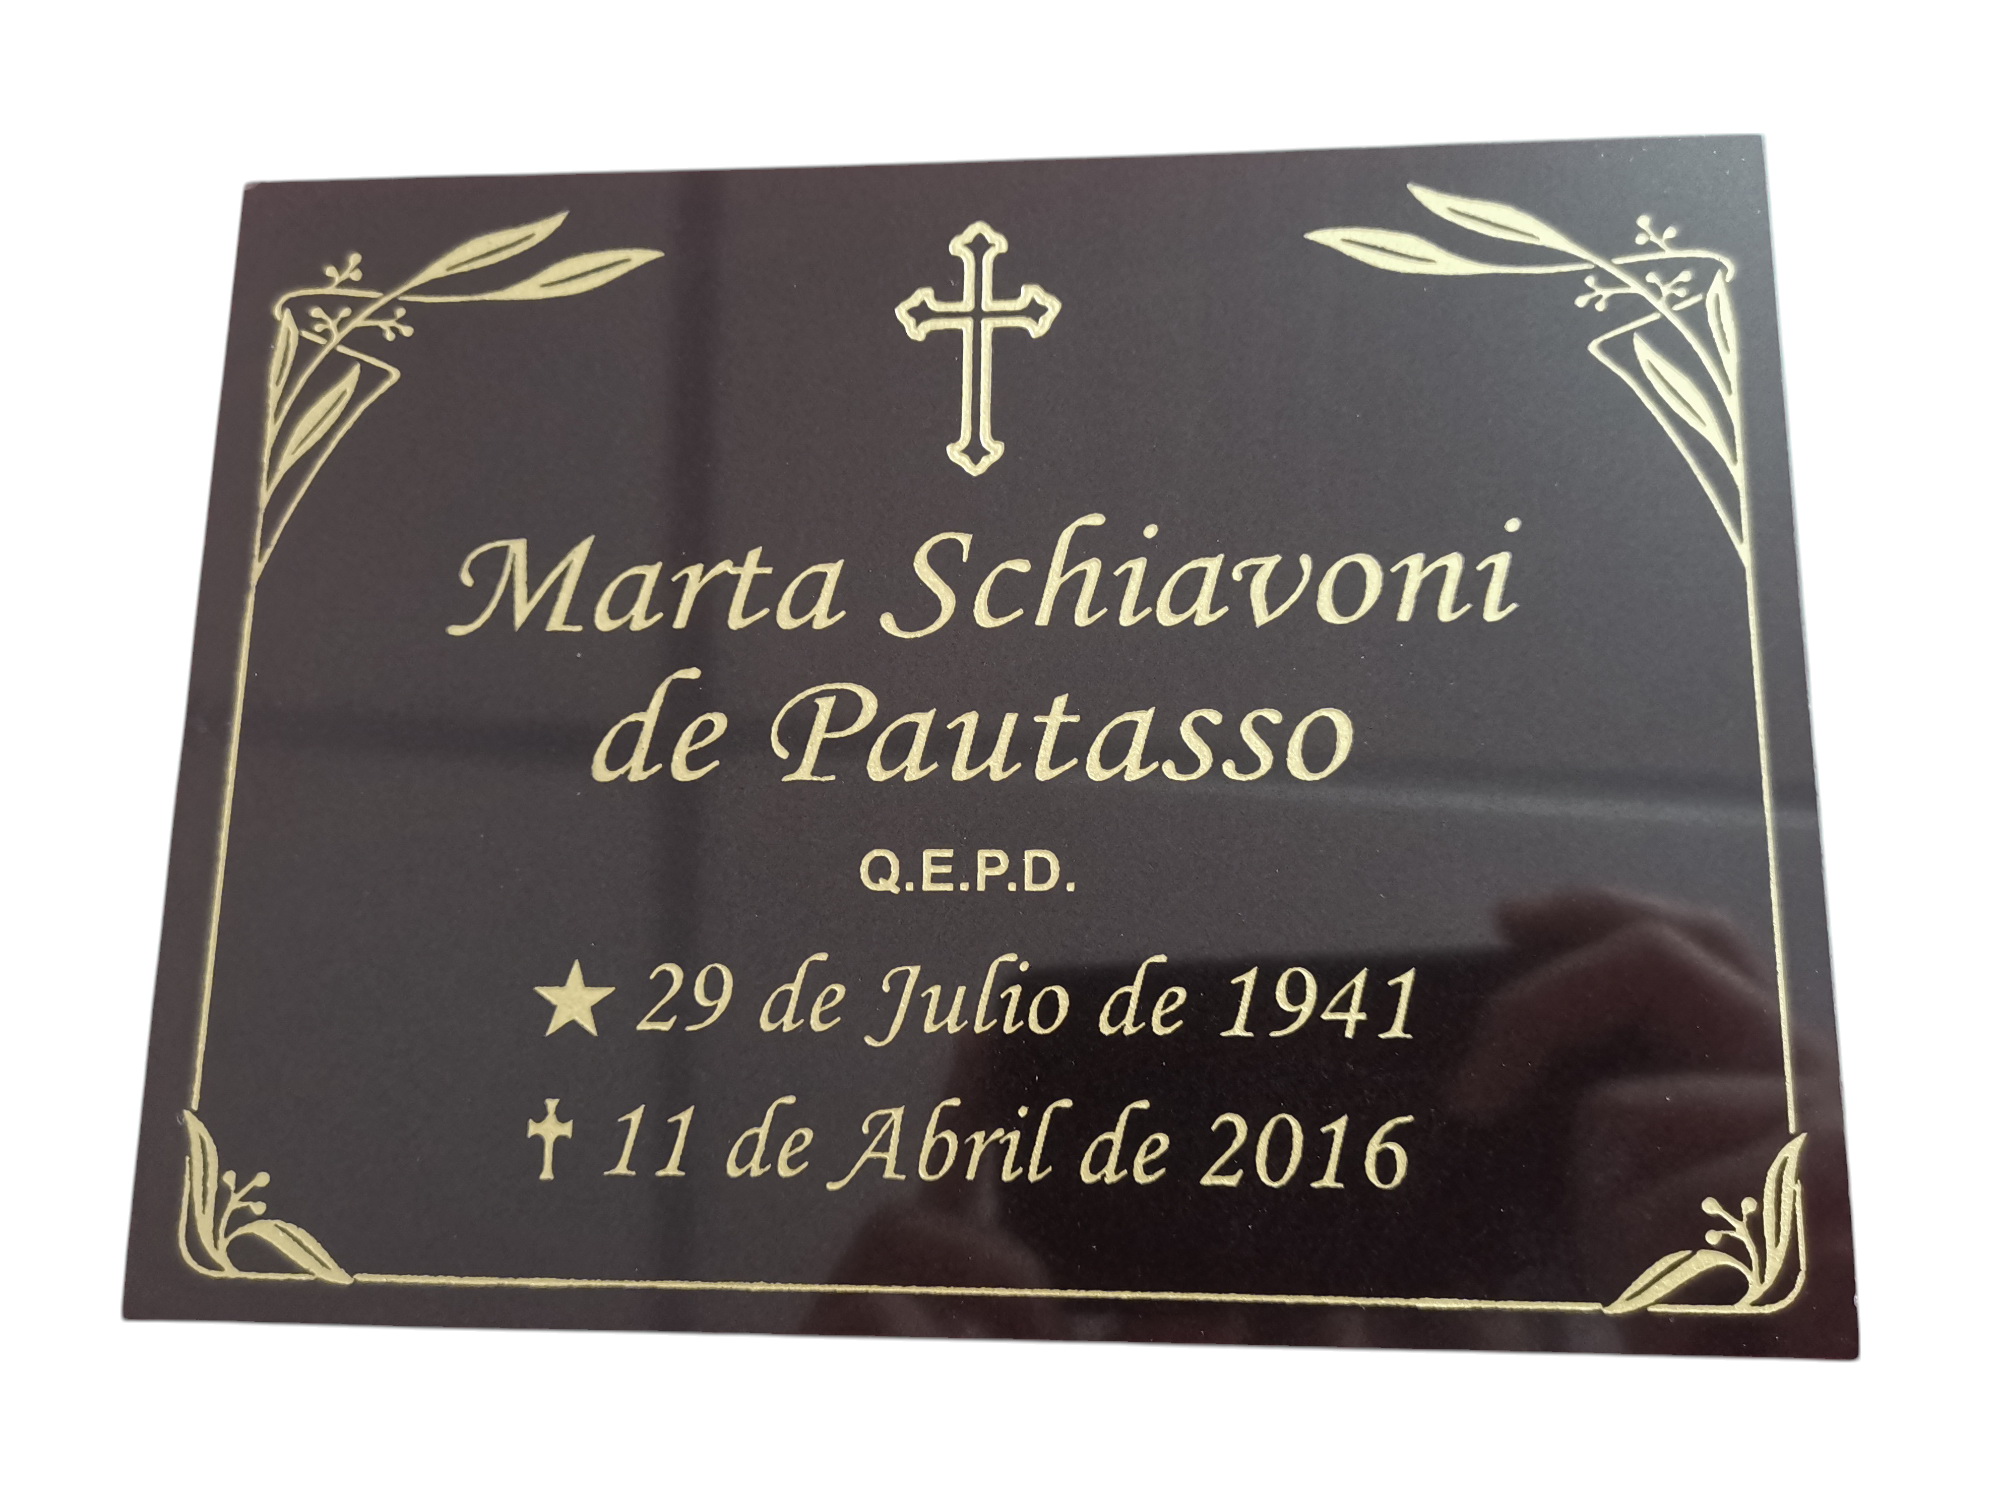 Marta Schiavoni
de Pautasso
Q.E.P.D.
★ 29 de Julio de 1941
✝ 11 de Abril de 2016